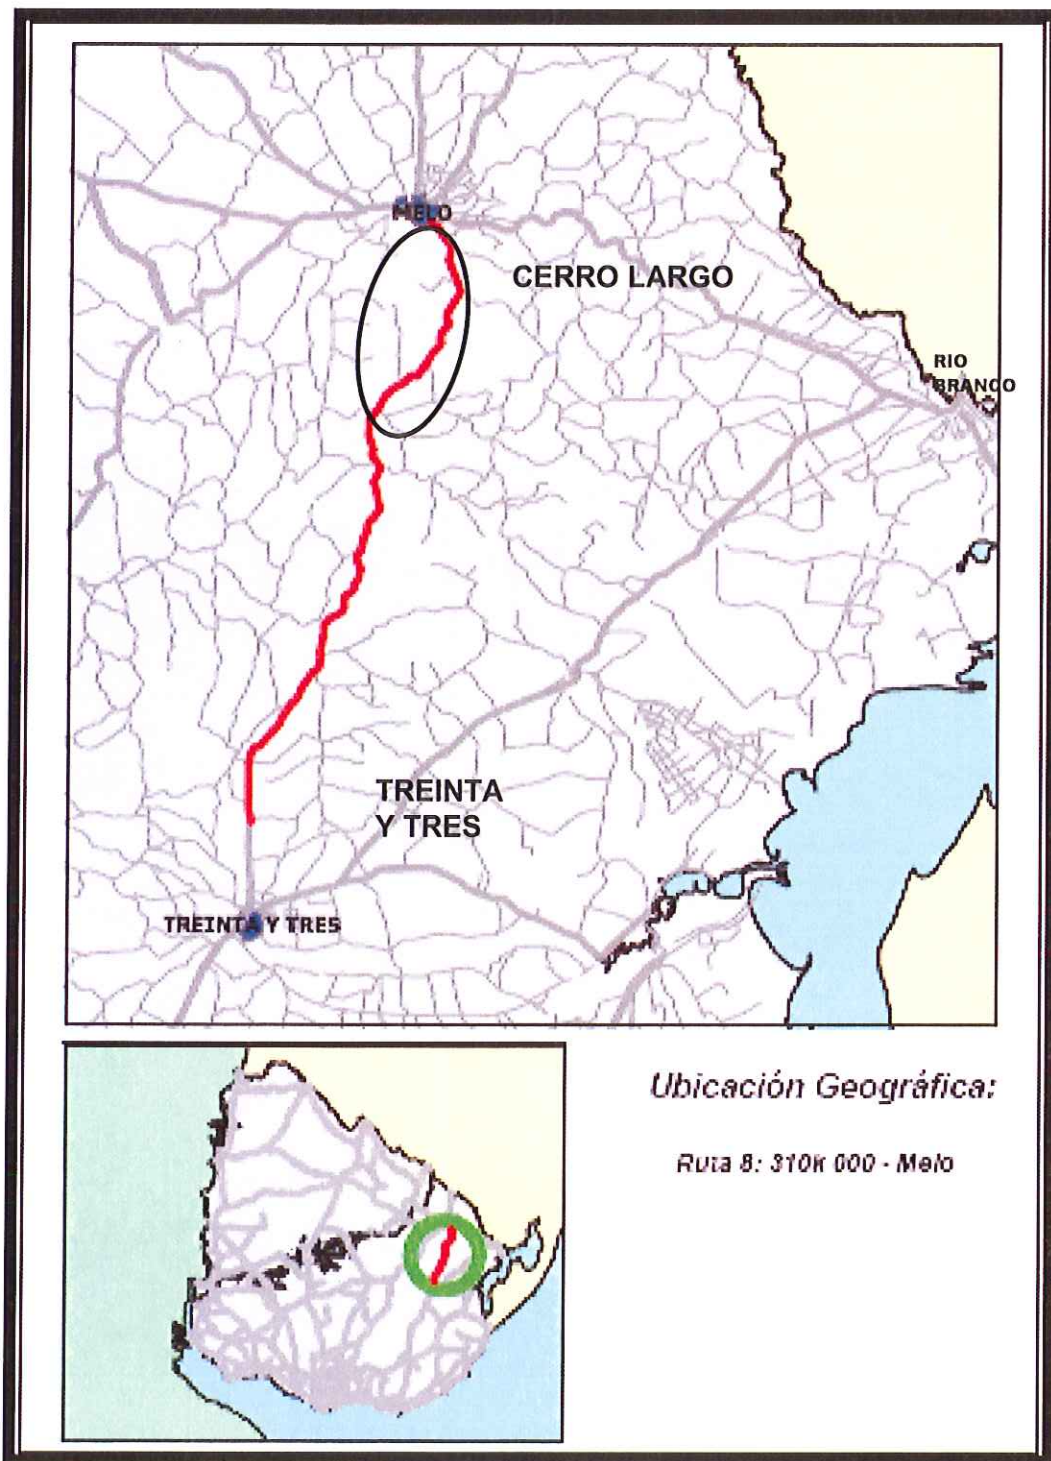 MELO
CERRO LARGO
RIO
BRANCO
TREINTA
Y TRES
TREINTA Y TRES
Ubicación Geográfica:
Ruta 8: 310K 000 - Melo